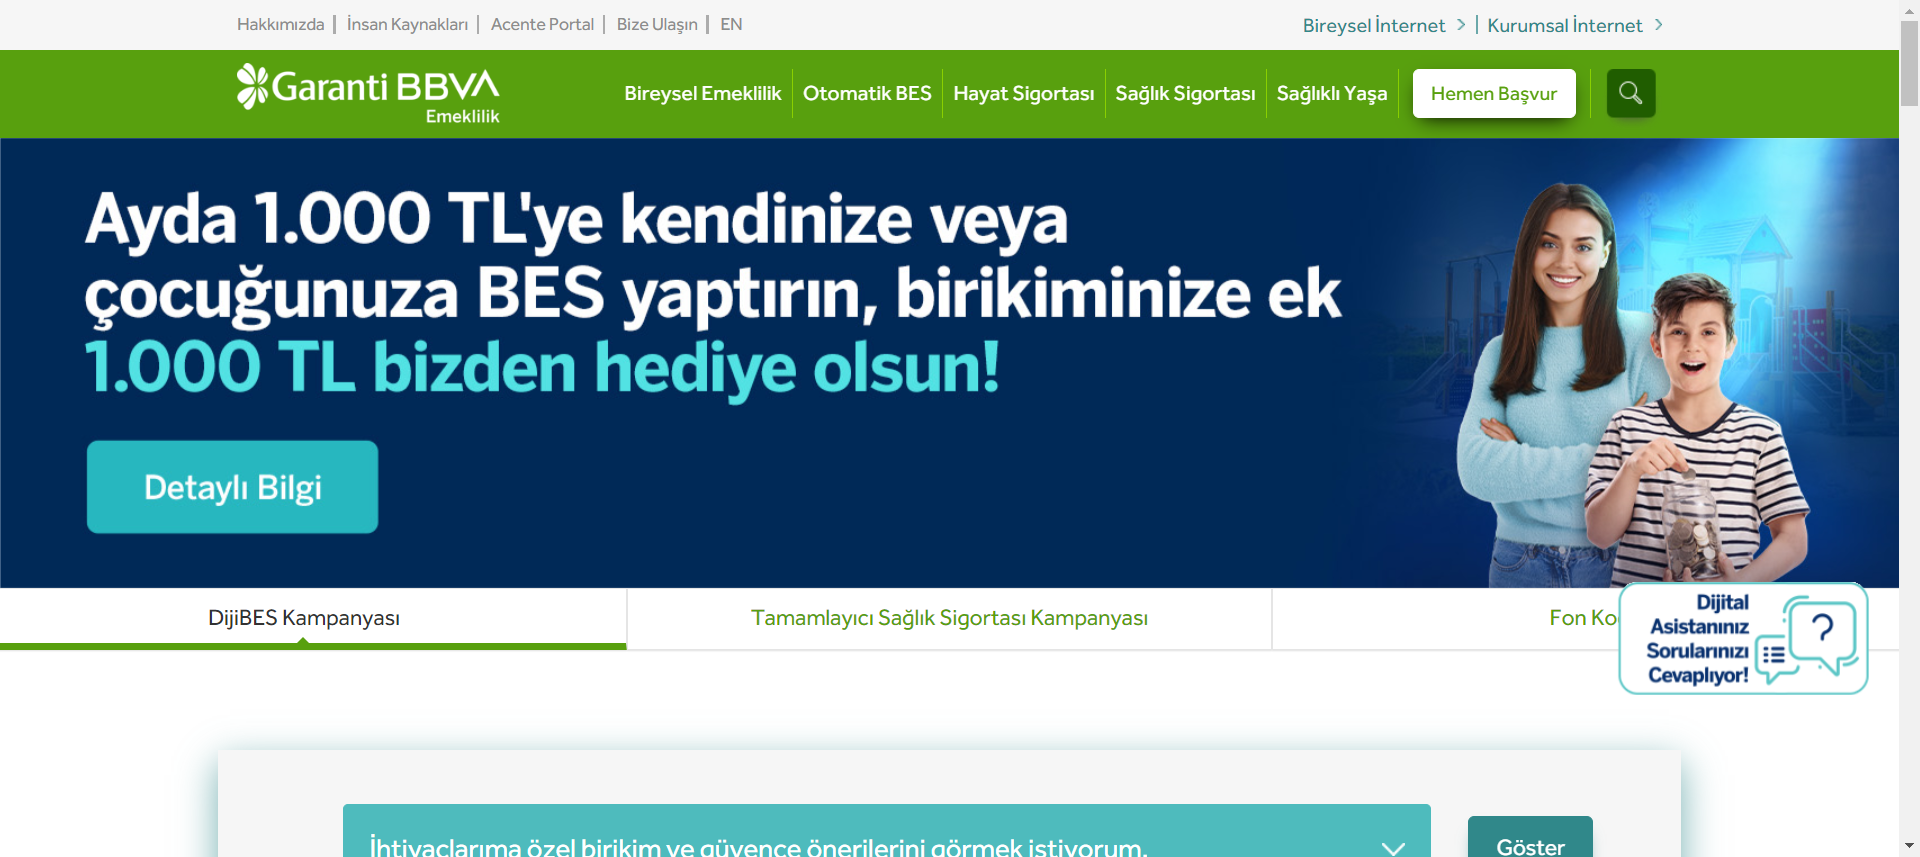 Hakkımızda
İnsan Kaynakları
Acente Portal
Bize Ulaşın
EN
Bireysel İnternet
Kurumsal İnternet
Garanti BBVA
Emeklilik
Bireysel Emeklilik
Otomatik BES
Hayat Sigortası
Sağlık Sigortası
Sağlıklı Yaşa
Hemen Başvur
Ayda 1.000 TL'ye kendinize veya
çocuğunuza BES yaptırın, birikiminize ek
1.000 TL bizden hediye olsun!
Detaylı Bilgi
DijiBES Kampanyası
Tamamlayıcı Sağlık Sigortası Kampanyası
Fon
Dijital
Asistanınız
Sorularınızı
Cevaplıyor!
?
İhtiyaçlarıma özel birikim ve güvence önerilerini görmek istiyorum.
Göster